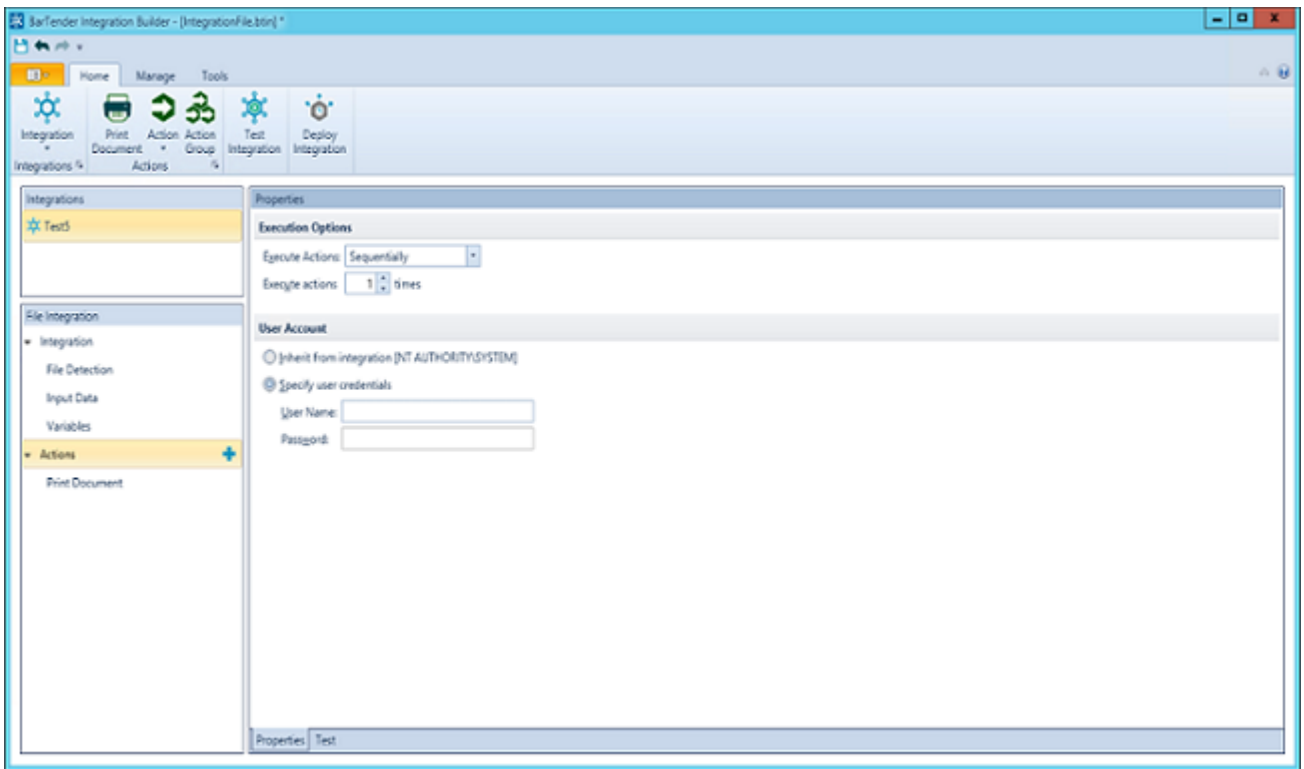 BarTender Integration Builder - [IntegrationFile.btin] *
Home Manage Tools
Integration Print Document Action Action Group Test Integration Deploy Integration
Integrations Actions
Integrations
Test5
File Integration
Integration
File Detection
Input Data
Variables
Actions
Print Document
Properties
Execution Options
Execute Actions: Sequentially
Execute actions 1 times
User Account
Inherit from integration [NT AUTHORITY\SYSTEM]
Specify user credentials
User Name:
Password:
Properties Test